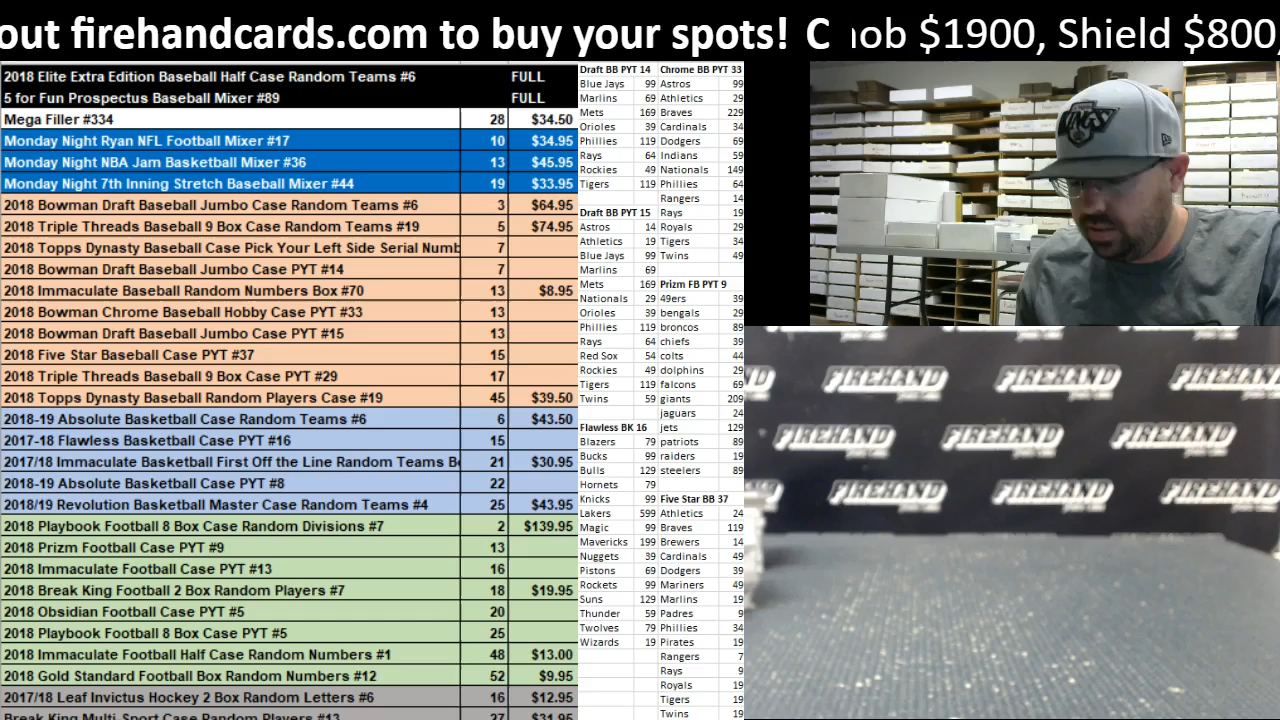 out firehandcards.com to buy your spots! C
nob $1900, Shield $800,
2018 Elite Extra Edition Baseball Half Case Random Teams #6 FULL
5 for Fun Prospectus Baseball Mixer #89 FULL
Mega Filler #334 28 $34.50
Monday Night Ryan NFL Football Mixer #17 10 $34.95
Monday Night NBA Jam Basketball Mixer #36 13 $45.95
Monday Night 7th Inning Stretch Baseball Mixer #44 19 $33.95
2018 Bowman Draft Baseball Jumbo Case Random Teams #6 3 $64.95
2018 Triple Threads Baseball 9 Box Case Random Teams #19 5 $74.95
2018 Topps Dynasty Baseball Case Pick Your Left Side Serial Numb 7
2018 Bowman Draft Baseball Jumbo Case PYT #14 7
2018 Immaculate Baseball Random Numbers Box #70 13 $8.95
2018 Bowman Chrome Baseball Hobby Case PYT #33 13
2018 Bowman Draft Baseball Jumbo Case PYT #15 13
2018 Five Star Baseball Case PYT #37 15
2018 Triple Threads Baseball 9 Box Case PYT #29 17
2018 Topps Dynasty Baseball Random Players Case #19 45 $39.50
2018-19 Absolute Basketball Case Random Teams #6 6 $43.50
2017-18 Flawless Basketball Case PYT #16 15
2017/18 Immaculate Basketball First Off the Line Random Teams B 21 $30.95
2018-19 Absolute Basketball Case PYT #8 22
2018/19 Revolution Basketball Master Case Random Teams #4 25 $43.95
2018 Playbook Football 8 Box Case Random Divisions #7 2 $139.95
2018 Prizm Football Case PYT #9 13
2018 Immaculate Football Case PYT #13 16
2018 Break King Football 2 Box Random Players #7 18 $19.95
2018 Obsidian Football Case PYT #5 20
2018 Playbook Football 8 Box Case PYT #5 25
2018 Immaculate Football Half Case Random Numbers #1 48 $13.00
2018 Gold Standard Football Box Random Numbers #12 52 $9.95
2017/18 Leaf Invictus Hockey 2 Box Random Letters #6 16 $12.95
Break King Multi-Sport Case Random Players #13 27 $31.95
Draft BB PYT 14
Blue Jays 99
Marlins 69
Mets 169
Orioles 39
Phillies 119
Rays 64
Rockies 49
Tigers 119
Draft BB PYT 15
Astros 14
Athletics 19
Blue Jays 99
Marlins 69
Mets 169
Nationals 29
Orioles 39
Phillies 119
Rays 64
Red Sox 54
Rockies 49
Tigers 119
Twins 59
Flawless BK 16
Blazers 79
Bucks 99
Bulls 129
Hornets 79
Knicks 99
Lakers 599
Magic 99
Mavericks 199
Nuggets 39
Pistons 69
Rockets 99
Suns 129
Thunder 59
Twolves 79
Wizards 19
Chrome BB PYT 33
Astros 99
Athletics 29
Braves 229
Cardinals 34
Dodgers 69
Indians 59
Nationals 149
Phillies 64
Rangers 14
Rays 19
Royals 29
Tigers 34
Twins 49
Prizm FB PYT 9
49ers 39
bengals 29
broncos 89
chiefs 39
colts 44
dolphins 29
falcons 69
giants 209
jaguars 24
jets 129
patriots 89
raiders 19
steelers 89
Five Star BB 37
Athletics 24
Braves 119
Brewers 14
Cardinals 49
Dodgers 39
Mariners 49
Marlins 19
Padres 9
Phillies 34
Pirates 19
Rangers 7
Rays 9
Royals 19
Tigers 19
Twins 19
KINGS
FIREHAND
FIREHAND
FIREHAND
FIREHAND
FIREHAND
FIREHAND
FIREHAND
FIREHAND